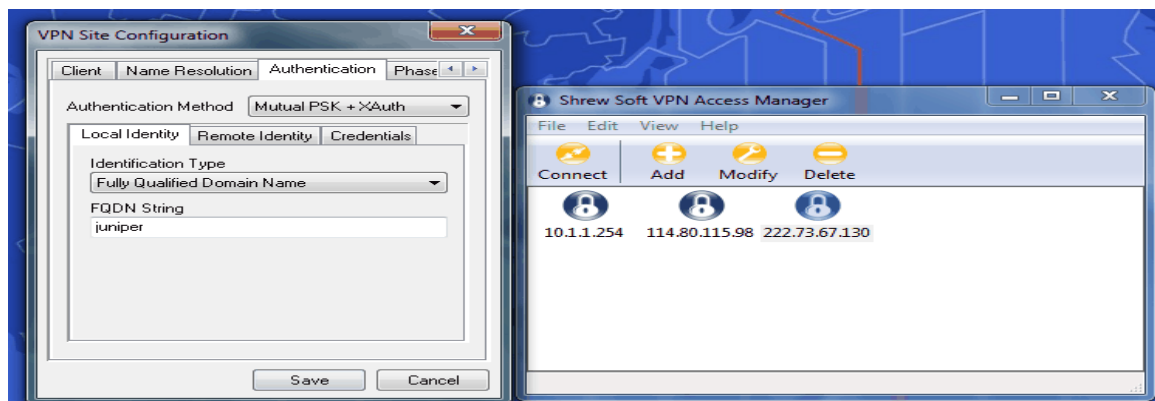 VPN Site Configuration
Client Name Resolution Authentication Phase
Authentication Method Mutual PSK + XAuth
Local Identity Remote Identity Credentials
Identification Type
Fully Qualified Domain Name
FQDN String
juniper
Save Cancel
Shrew Soft VPN Access Manager
File Edit View Help
Connect Add Modify Delete
10.1.1.254 114.80.115.98 222.73.67.130